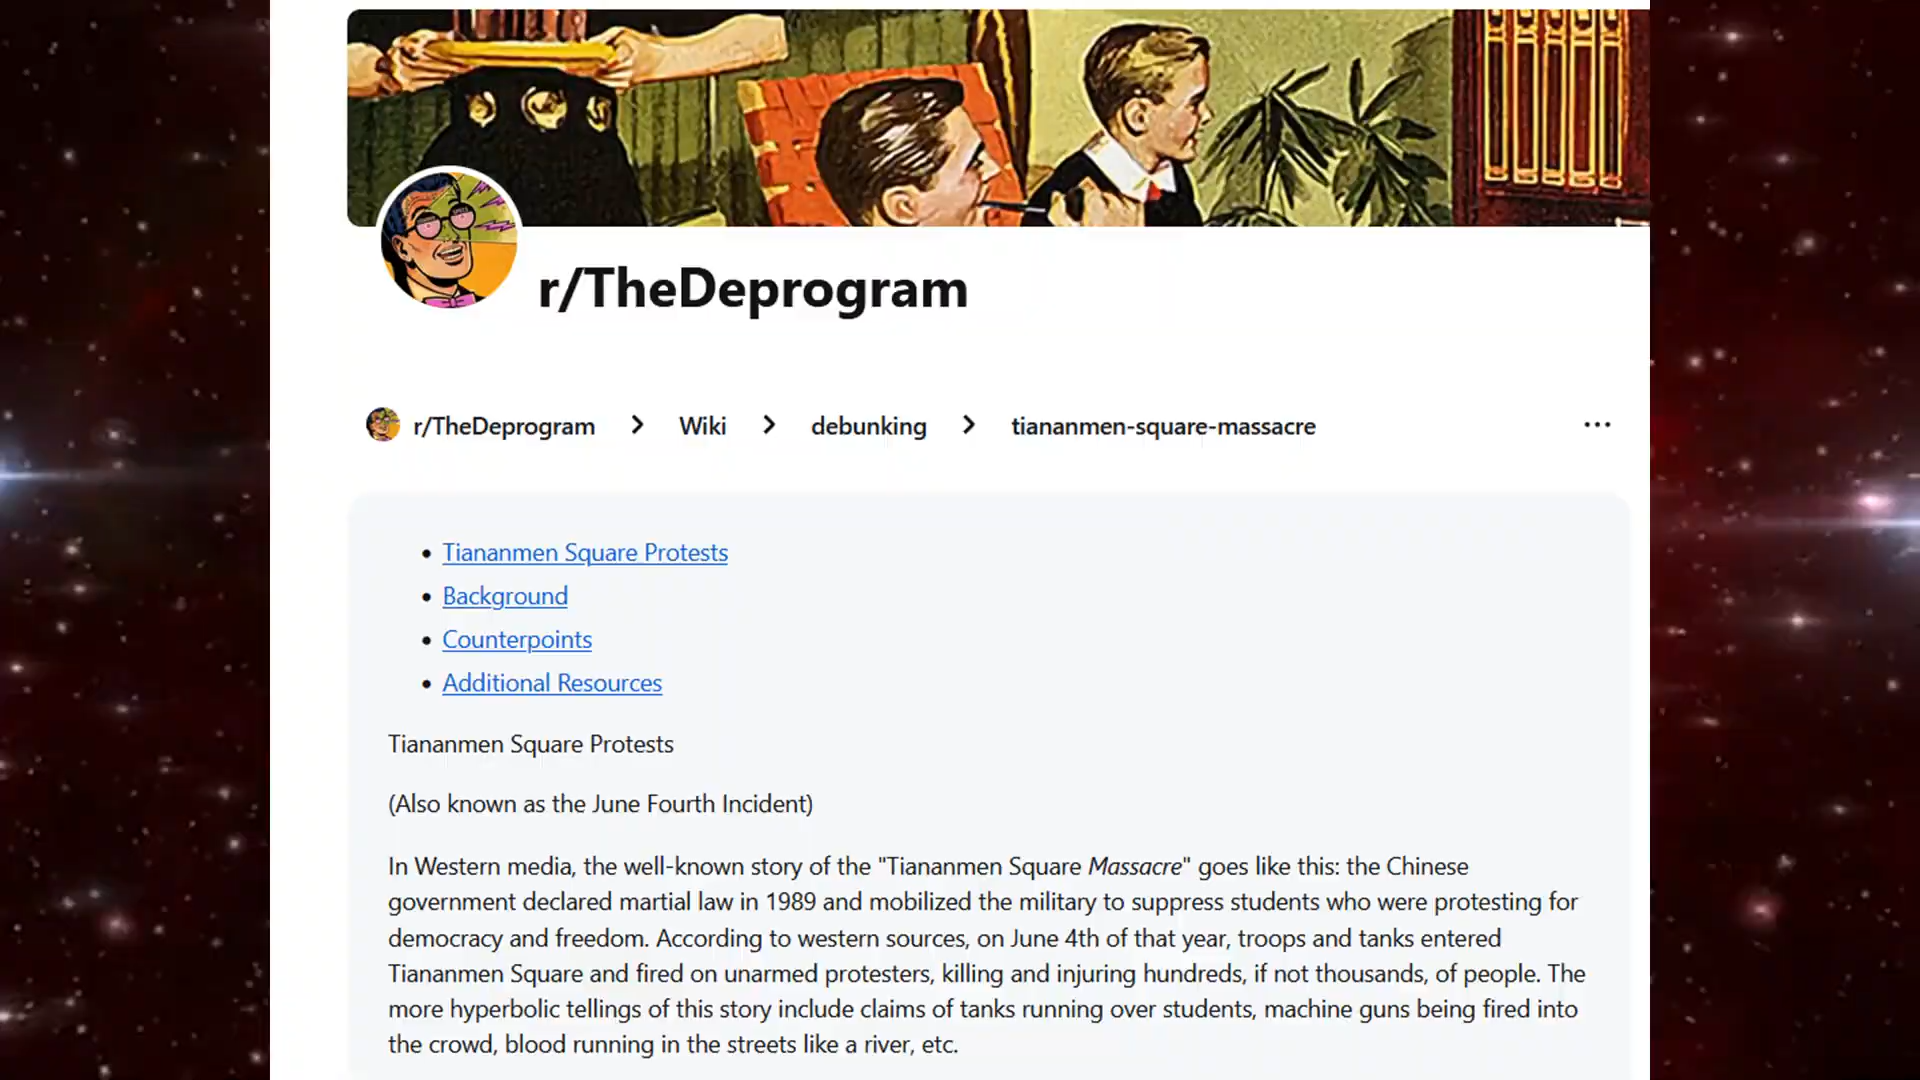 r/TheDeprogram
r/TheDeprogram > Wiki > debunking > tiananmen-square-massacre ...
• Tiananmen Square Protests
• Background
• Counterpoints
• Additional Resources
Tiananmen Square Protests
(Also known as the June Fourth Incident)
In Western media, the well-known story of the "Tiananmen Square Massacre" goes like this: the Chinese
government declared martial law in 1989 and mobilized the military to suppress students who were protesting for
democracy and freedom. According to western sources, on June 4th of that year, troops and tanks entered
Tiananmen Square and fired on unarmed protesters, killing and injuring hundreds, if not thousands, of people. The
more hyperbolic tellings of this story include claims of tanks running over students, machine guns being fired into
the crowd, blood running in the streets like a river, etc.